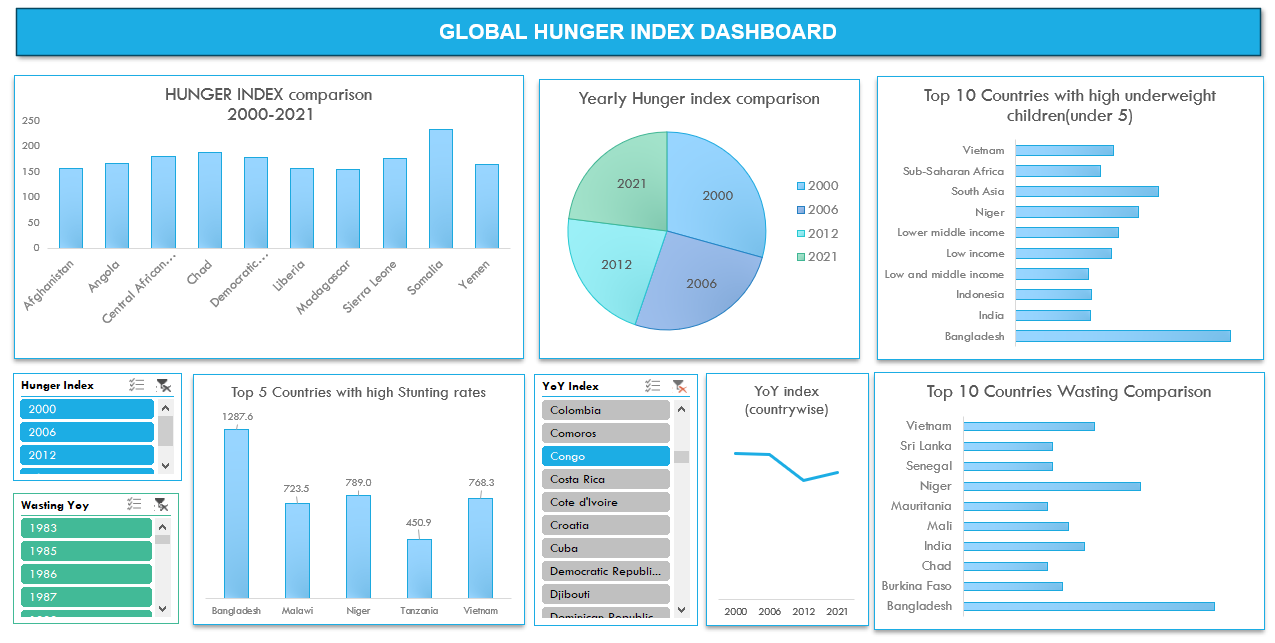 GLOBAL HUNGER INDEX DASHBOARD
HUNGER INDEX comparison
2000-2021
250
200
150
100
50
0
Afghanistan
Angola
Central African...
Chad
Democratic...
Liberia
Madagascar
Sierra Leone
Somalia
Yemen
Yearly Hunger index comparison
2021
2000
2012
2006
2000
2006
2012
2021
Top 10 Countries with high underweight
children(under 5)
Vietnam
Sub-Saharan Africa
South Asia
Niger
Lower middle income
Low income
Low and middle income
Indonesia
India
Bangladesh
Hunger Index
2000
2006
2012
Wasting Yoy
1983
1985
1986
1987
Top 5 Countries with high Stunting rates
1287.6
723.5
789.0
450.9
768.3
Bangladesh
Malawi
Niger
Tanzania
Vietnam
YoY Index
Colombia
Comoros
Congo
Costa Rica
Cote d'Ivoire
Croatia
Cuba
Democratic Republi...
Djibouti
Dominican Republic
YoY index
(countrywise)
2000 2006 2012 2021
Top 10 Countries Wasting Comparison
Vietnam
Sri Lanka
Senegal
Niger
Mauritania
Mali
India
Chad
Burkina Faso
Bangladesh